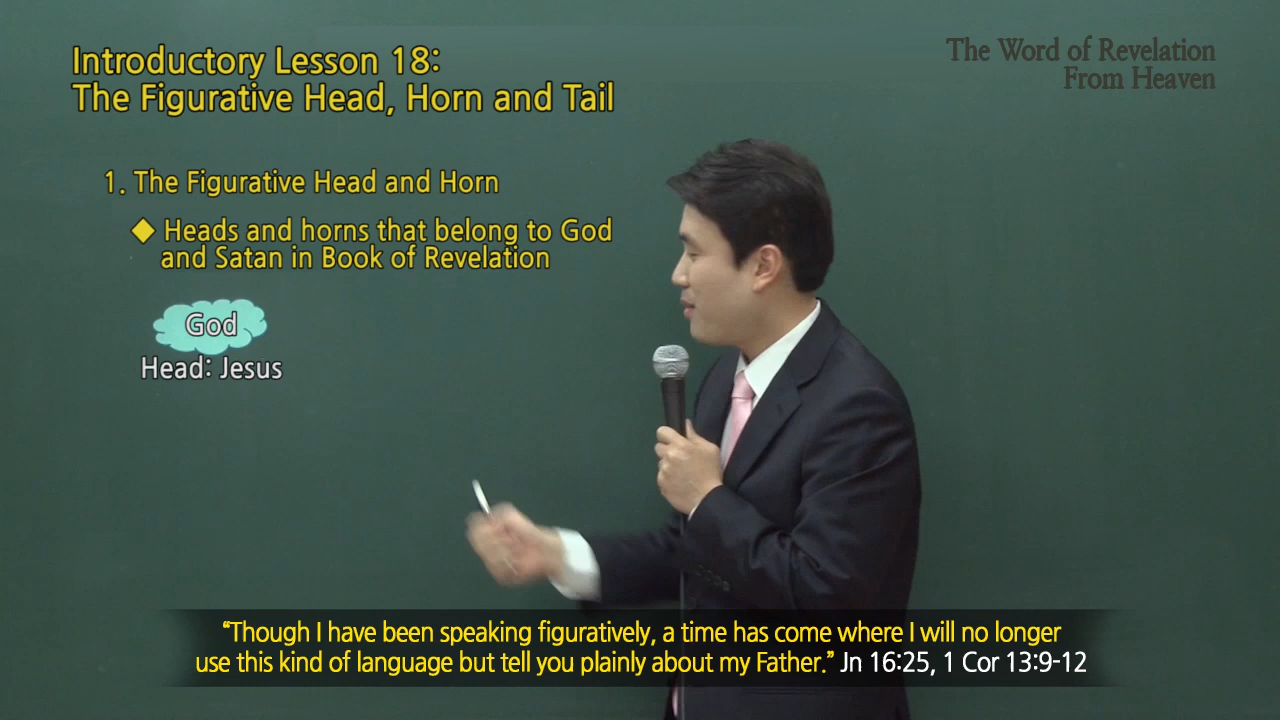 Introductory Lesson 18:
The Figurative Head, Horn and Tail
The Word of Revelation
From Heaven
1. The Figurative Head and Horn
◆ Heads and horns that belong to God
and Satan in Book of Revelation
God
Head: Jesus
“Though I have been speaking figuratively, a time has come where I will no longer
use this kind of language but tell you plainly about my Father.” Jn 16:25, 1 Cor 13:9-12